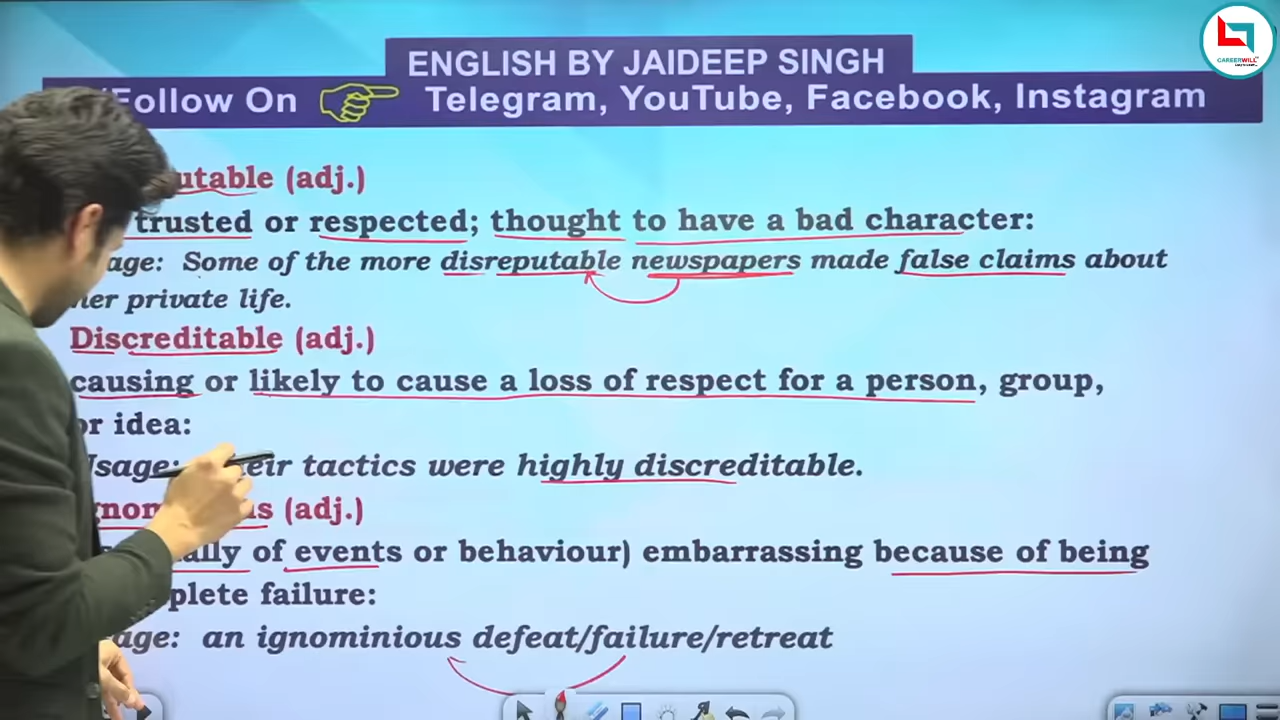 ENGLISH BY JAIDEEP SINGH
Follow On Telegram, YouTube, Facebook, Instagram
CAREERWILL
utable (adj.)
trusted or respected; thought to have a bad character:
age: Some of the more disreputable newspapers made false claims about
her private life.
Discreditable (adj.)
causing or likely to cause a loss of respect for a person, group,
or idea:
Usage: Their tactics were highly discreditable.
(adj.)
ally of events or behaviour) embarrassing because of being
plete failure:
age: an ignominious defeat/failure/retreat